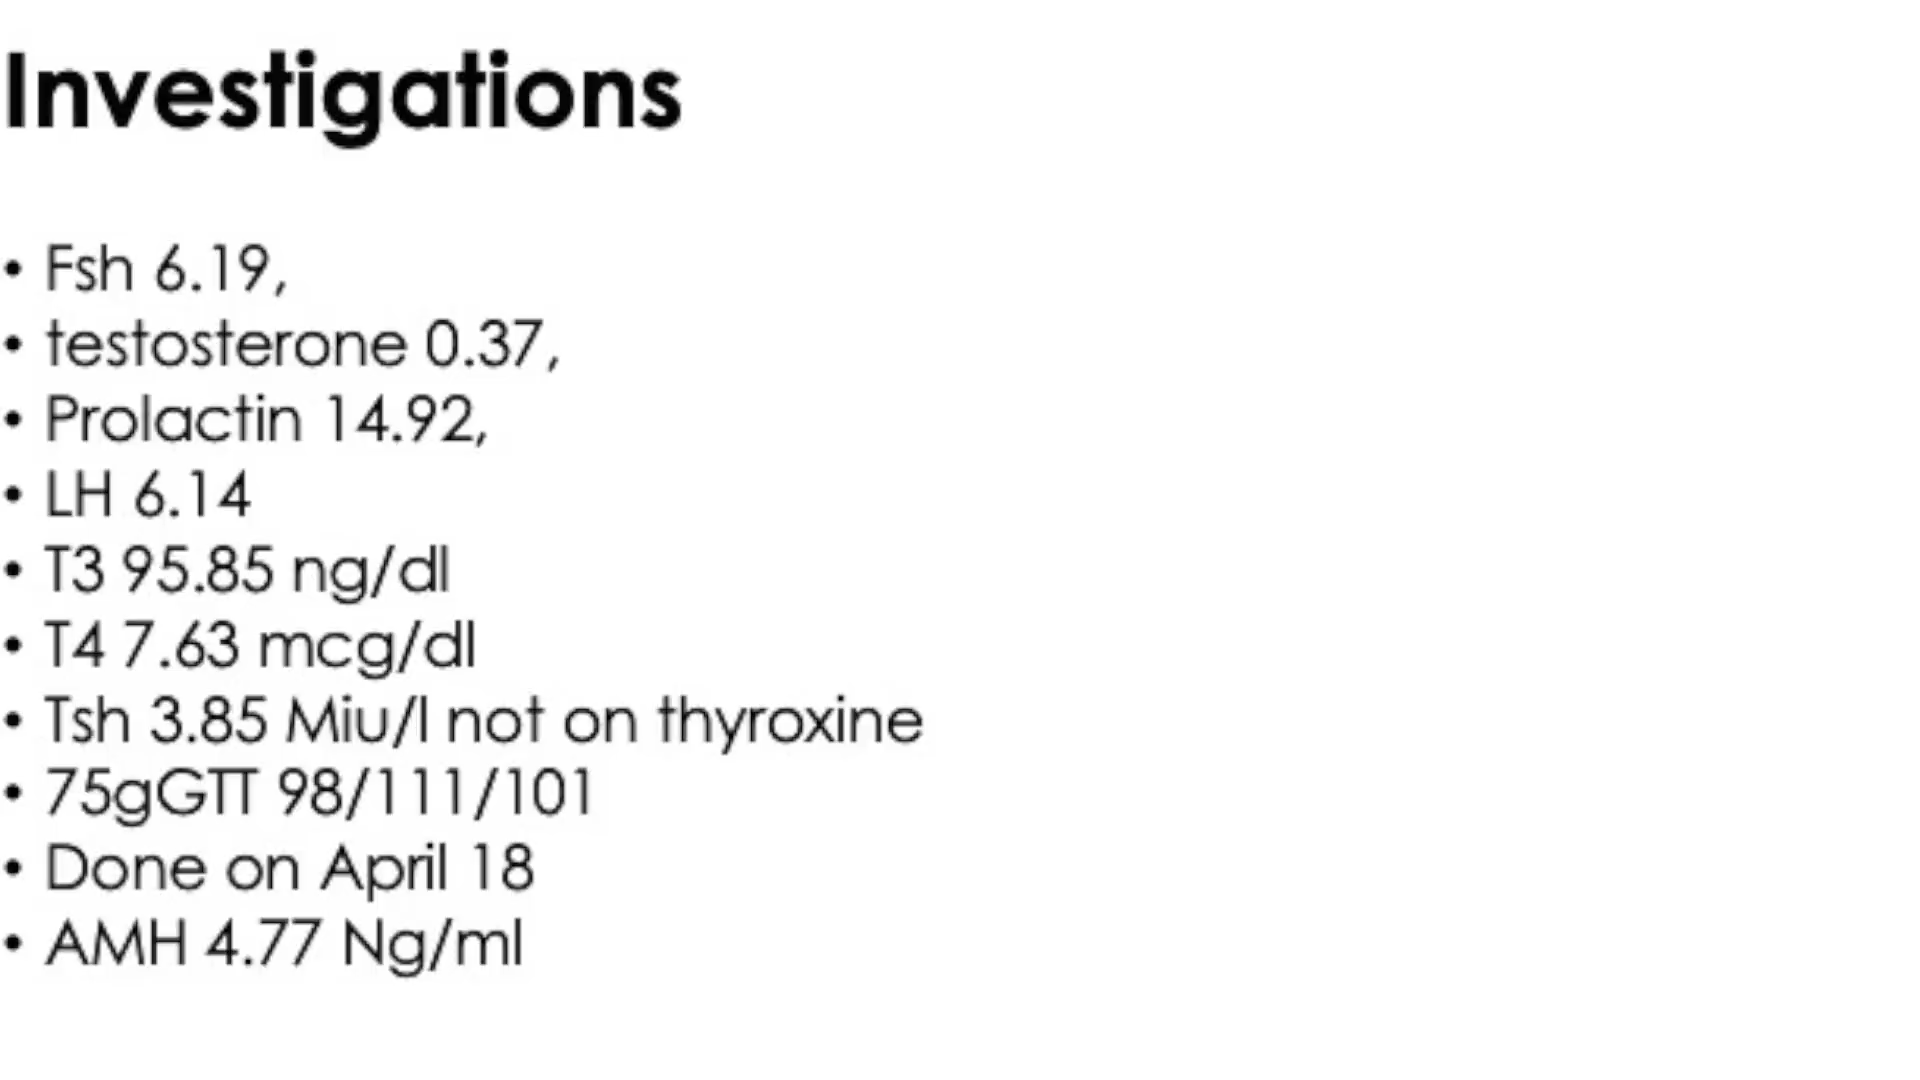 Investigations
• Fsh 6.19,
• testosterone 0.37,
• Prolactin 14.92,
• LH 6.14
• T3 95.85 ng/dl
• T4 7.63 mcg/dl
• Tsh 3.85 Miu/l not on thyroxine
• 75gGTT 98/111/101
• Done on April 18
• AMH 4.77 Ng/ml